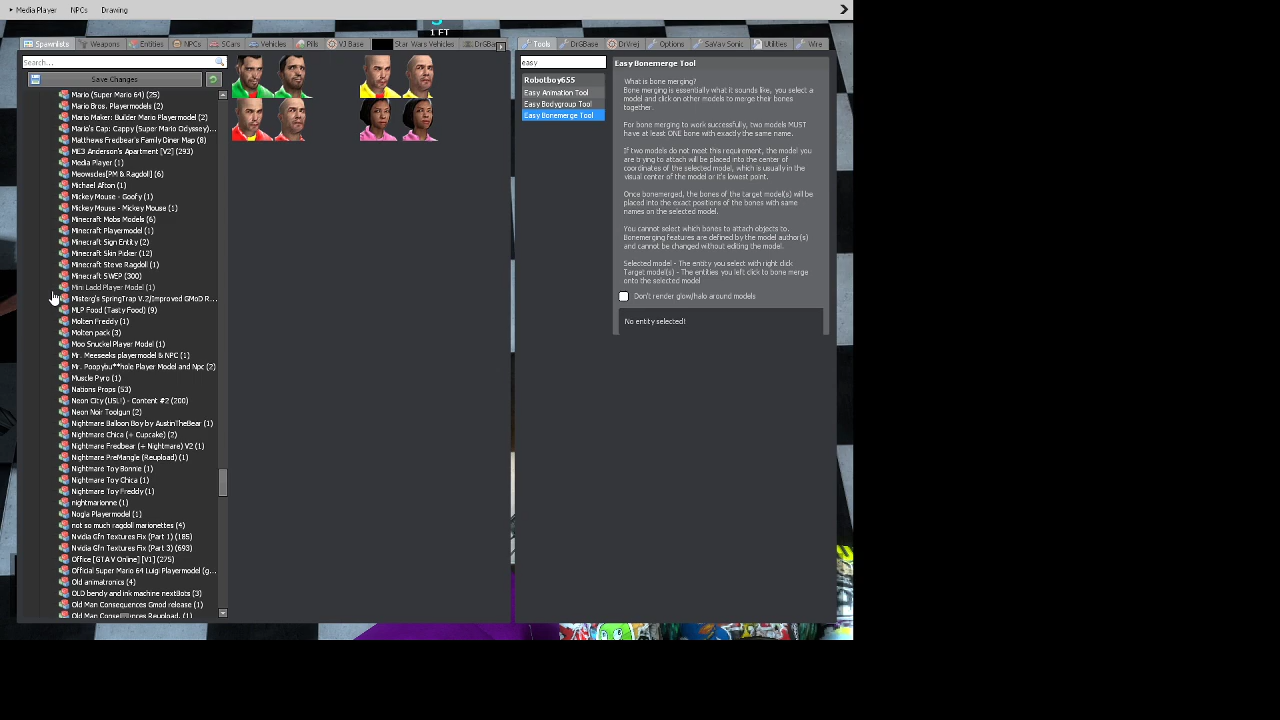 Media Player NPCs Drawing
1 FT
Spawnlists Weapons Entities NPCs SCars Vehicles Pills VJ Base Star Wars Vehicles DrGBa
Tools DrGBase DrVrej Options SaVav Sonic Utilities Wire
Search...
Save Changes
Mario (Super Mario 64) (25)
Mario Bros. Playermodels (2)
Mario Maker: Builder Mario Playermodel (2)
Mario's Cap: Cappy (Super Mario Odyssey)...
Matthews Fredbear's Family Diner Map (8)
ME3 Anderson's Apartment [V2] (293)
Media Player (1)
Meowscles[PM & Ragdoll] (6)
Michael Afton (1)
Mickey Mouse - Goofy (1)
Mickey Mouse - Mickey Mouse (1)
Minecraft Mobs Models (6)
Minecraft Playermodel (1)
Minecraft Sign Entity (2)
Minecraft Skin Picker (12)
Minecraft Steve Ragdoll (1)
Minecraft SWEP (300)
Mini Ladd Player Model (1)
Misterg's SpringTrap V.2/Improved GMoD R...
MLP Food (Tasty Food) (9)
Molten Freddy (1)
Molten pack (3)
Moo Snuckel Player Model (1)
Mr. Meeseeks playermodel & NPC (1)
Mr. Poopybu**hole Player Model and Npc (2)
Muscle Pyro (1)
Nations Props (53)
Neon City (USL!) - Content #2 (200)
Neon Noir Toolgun (2)
Nightmare Balloon Boy by AustinTheBear (1)
Nightmare Chica (+ Cupcake) (2)
Nightmare Fredbear (+ Nightmare) V2 (1)
Nightmare PreMangle (Reupload) (1)
Nightmare Toy Bonnie (1)
Nightmare Toy Chica (1)
Nightmare Toy Freddy (1)
nightmarionne (1)
Nogla Playermodel (1)
not so much ragdoll marionettes (4)
Nvidia Gfn Textures Fix (Part 1) (185)
Nvidia Gfn Textures Fix (Part 3) (693)
Office [GTA V Online] [V1] (275)
Official Super Mario 64 Luigi Playermodel (g...
Old animatronics (4)
OLD bendy and ink machine nextBots (3)
Old Man Consequences Gmod release (1)
easy
Robotboy655
Easy Animation Tool
Easy Bodygroup Tool
Easy Bonemerge Tool
Easy Bonemerge Tool
What is bone merging?
Bone merging is essentially what it sounds like, you select a
model and click on other models to merge their bones
together.
For bone merging to work successfully, two models MUST
have at least ONE bone with exactly the same name.
If two models do not meet this requirement, the model you
are trying to attach will be placed into the center of
coordinates of the selected model, which is usually in the
visual center of the model or it's lowest point.
Once bonemerged, the bones of the target model(s) will be
placed into the exact positions of the bones with same
names on the selected model.
You cannot select which bones to attach objects to.
Bonemerging features are defined by the model author(s)
and cannot be changed without editing the model.
Selected model - The entity you select with right click
Target model(s) - The entities you left click to bone merge
onto the selected model
Don't render glow/halo around models
No entity selected!